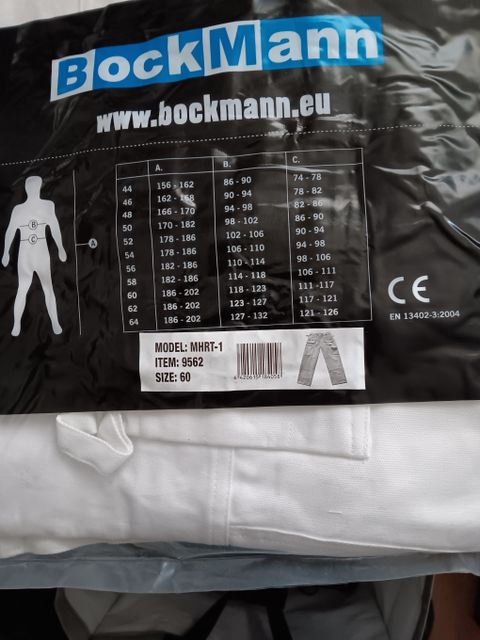 BockMann
www.bockmann.eu
A. B. C.
44 156 - 162 86 - 90 74 - 78
46 162 - 168 90 - 94 78 - 82
48 166 - 170 94 - 98 82 - 86
50 170 - 182 98 - 102 86 - 90
52 178 - 186 102 - 106 90 - 94
54 178 - 186 106 - 110 94 - 98
56 182 - 186 110 - 114 98 - 106
58 182 - 186 114 - 118 106 - 111
60 186 - 202 118 - 123 111 - 117
62 186 - 202 123 - 127 117 - 121
64 186 - 202 127 - 132 121 - 126
B
C
A
CE
EN 13402-3:2004
MODEL: MHRT-1
ITEM: 9562
SIZE: 60